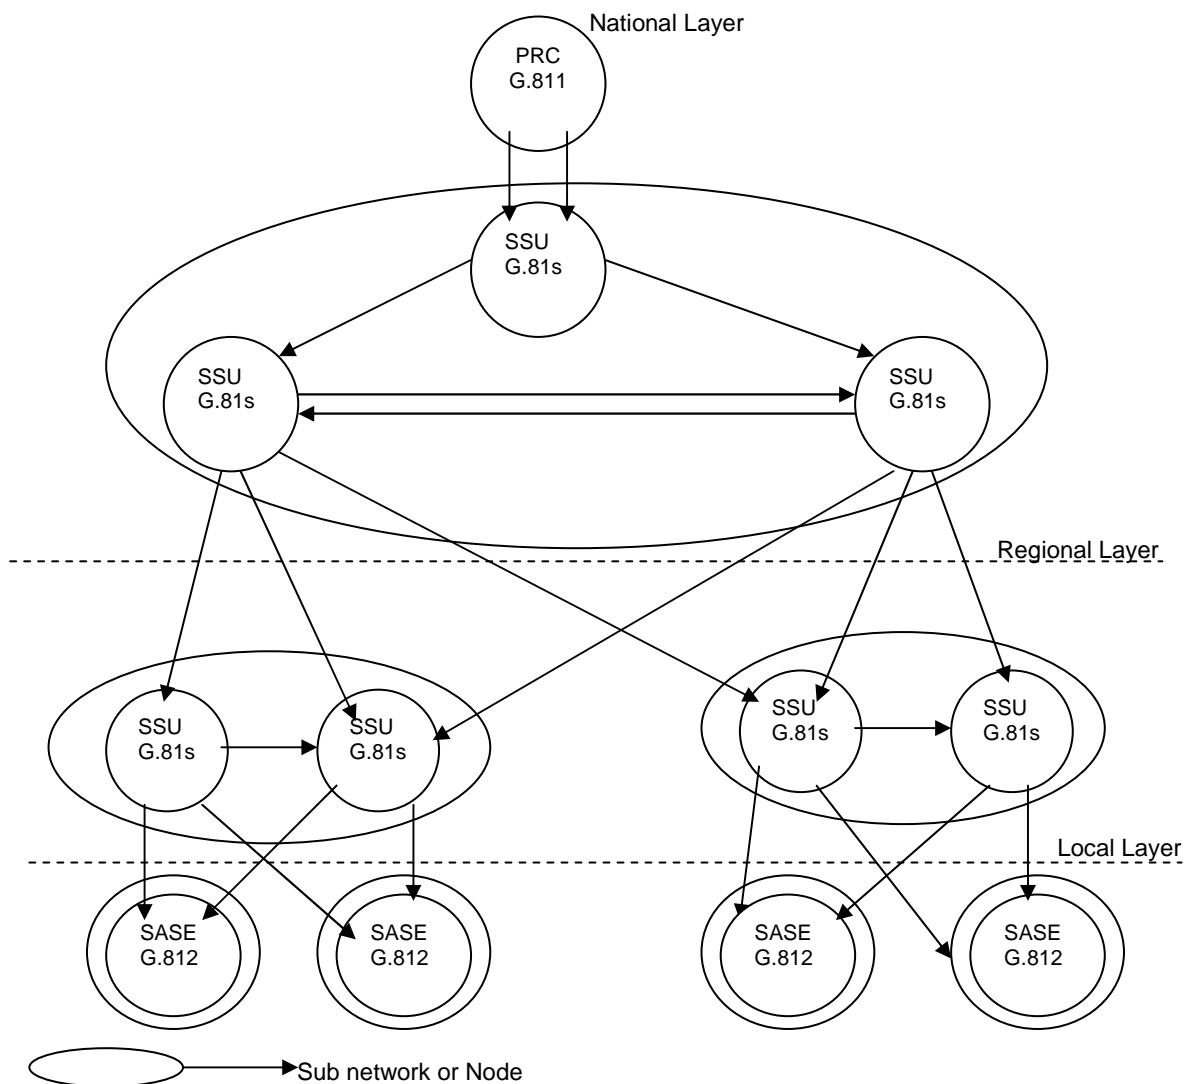 National Layer
PRC
G.811
SSU
G.81s
SSU
G.81s
SSU
G.81s
Regional Layer
SSU
G.81s
SSU
G.81s
SSU
G.81s
SSU
G.81s
Local Layer
SASE
G.812
SASE
G.812
SASE
G.812
SASE
G.812
Sub network or Node